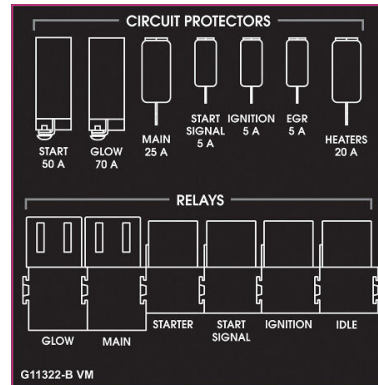 CIRCUIT PROTECTORS
START
50 A
GLOW
70 A
MAIN
25 A
START
SIGNAL
5 A
IGNITION
5 A
EGR
5 A
HEATERS
20 A
RELAYS
GLOW
MAIN
STARTER
START
SIGNAL
IGNITION
IDLE
G11322-B VM